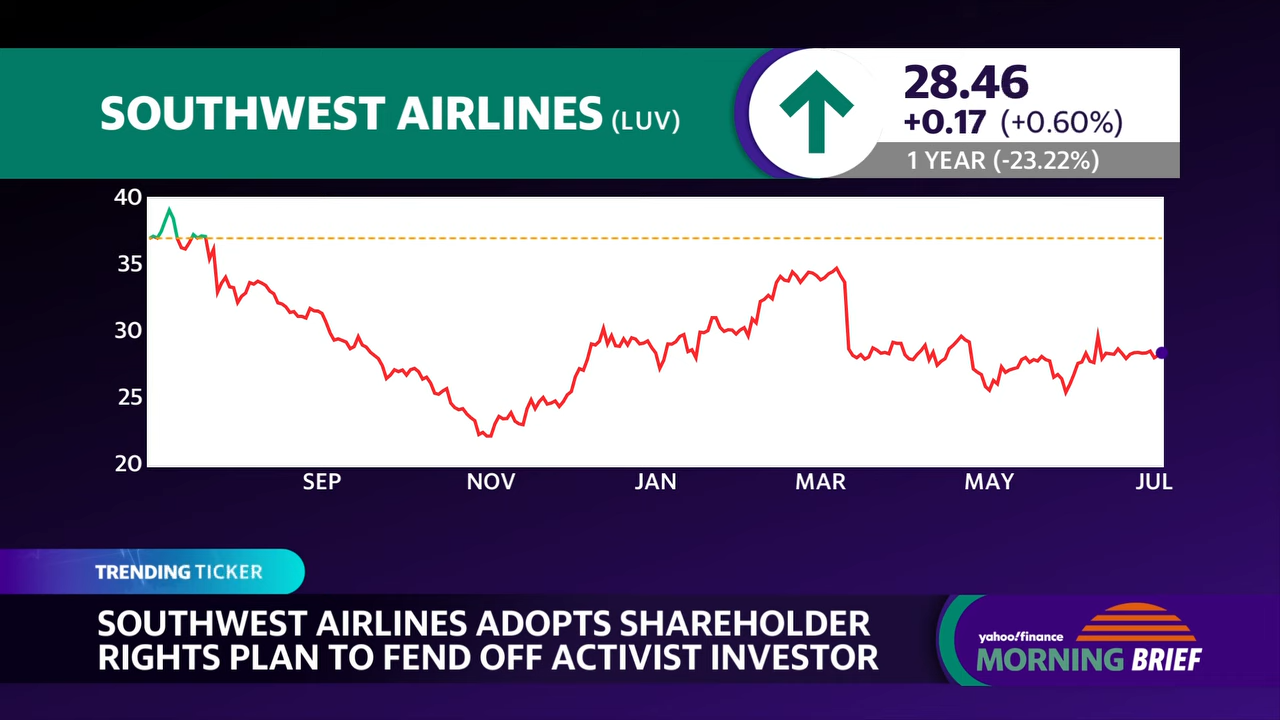 SOUTHWEST AIRLINES (LUV)
28.46
+0.17 (+0.60%)
1 YEAR (-23.22%)
40
35
30
25
20
SEP NOV JAN MAR MAY JUL
TRENDING TICKER
SOUTHWEST AIRLINES ADOPTS SHAREHOLDER
RIGHTS PLAN TO FEND OFF ACTIVIST INVESTOR
yahoo!finance
MORNING BRIEF